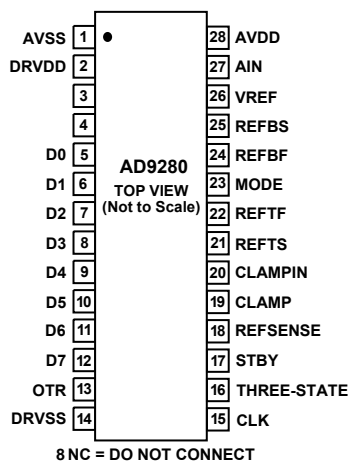 AVSS 1 28 AVDD
DRVDD 2 27 AIN
3 26 VREF
4 25 REFBS
D0 5 24 REFBF
D1 6 23 MODE
D2 7 22 REFTF
D3 8 21 REFTS
D4 9 20 CLAMPIN
D5 10 19 CLAMP
D6 11 18 REFSENSE
D7 12 17 STBY
OTR 13 16 THREE-STATE
DRVSS 14 15 CLK
AD9280
TOP VIEW
(Not to Scale)
8 NC = DO NOT CONNECT